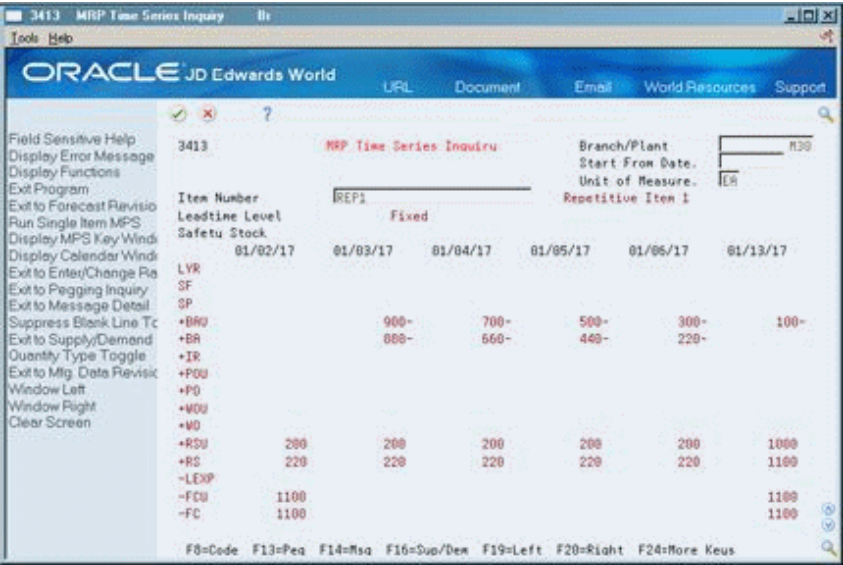 3413 MRP Time Series Inquiry
Tools Help
ORACLE JD Edwards World
URL Document Email World Resources Support
?
Field Sensitive Help
Display Error Message
Display Functions
Exit Program
Exit to Forecast Revisio
Run Single Item MPS
Display MPS Key Wind
Display Calendar Wind
Exit to Enter/Change Ra
Exit to Pegging Inquiry
Exit to Message Detail
Suppress Blank Line To
Exit to Supply/Demand
Quantity Type Toggle
Exit to Mfg. Data Revisio
Window Left
Window Right
Clear Screen
3413 MRP Time Series Inquiry Branch/Plant M30
Start From Date.
Unit of Measure. EA
Item Number REP1 Repetitive Item 1
Leadtime Level Fixed
Safety Stock
01/02/17 01/03/17 01/04/17 01/05/17 01/06/17 01/13/17
LYR
SF
SP
+BAU 900- 700- 500- 300- 100-
+BA 880- 660- 440- 220-
+IR
+POU
+PO
+WOU
+WO
+RSU 200 200 200 200 200 1000
+RS 220 220 220 220 220 1100
-LEXP
-FCU 1100 1100
-FC 1100 1100
F8=Code F13=Peg F14=Msg F16=Sup/Dem F19=Left F20=Right F24=More Keys